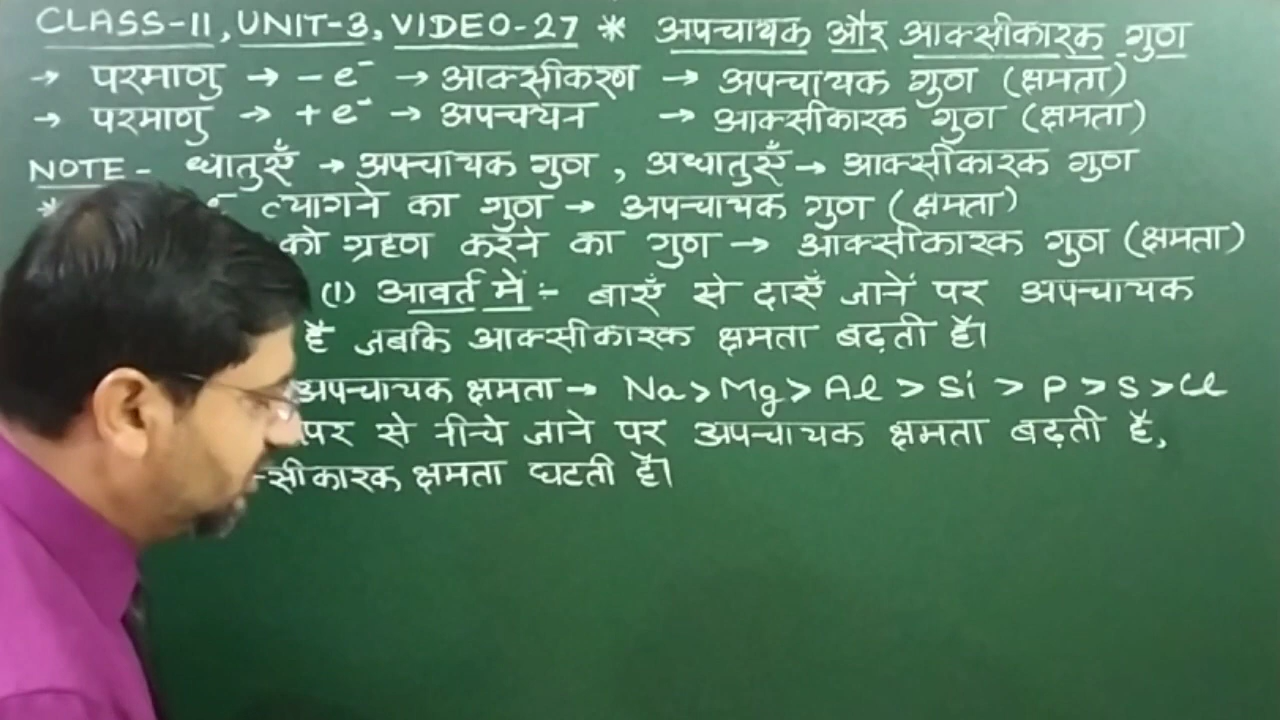 CLASS-11, UNIT-3, VIDEO-27 * अपचायक और आक्सीकारक गुण
→ परमाणु → -e⁻ → आक्सीकरण → अपचायक गुण (क्षमता)
→ परमाणु → +e⁻ → अपचयन → आक्सीकारक गुण (क्षमता)
NOTE - धातुएँ → अपचायक गुण, अधातुएँ → आक्सीकारक गुण
* त्यागने का गुण → अपचायक गुण (क्षमता)
को ग्रहण करने का गुण → आक्सीकारक गुण (क्षमता)
(1) आवर्त में :- बाएँ से दाएँ जाने पर अपचायक
है जबकि आक्सीकारक क्षमता बढ़ती है।
अपचायक क्षमता → Na > Mg > Al > Si > P > S > Cl
पर से नीचे जाने पर अपचायक क्षमता बढ़ती है,
क्सीकारक क्षमता घटती है।